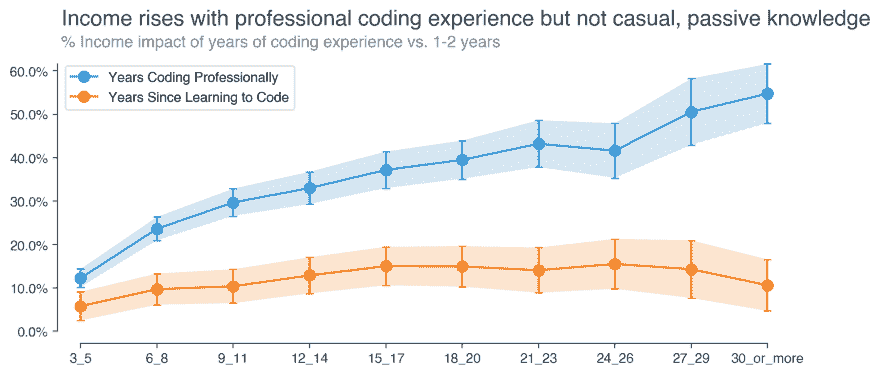 Income rises with professional coding experience but not casual, passive knowledge
% Income impact of years of coding experience vs. 1-2 years
60.0%
Years Coding Professionally
Years Since Learning to Code
50.0%
40.0%
30.0%
20.0%
10.0%
0.0%
3_5 6_8 9_11 12_14 15_17 18_20 21_23 24_26 27_29 30_or_more